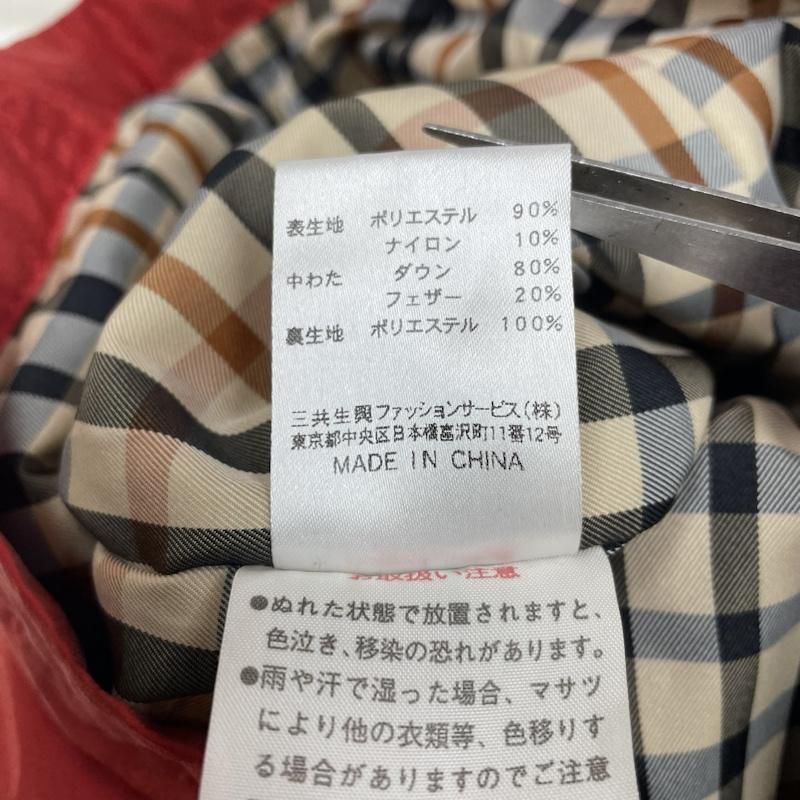 表生地 ポリエステル 90%
ナイロン 10%
中わた ダウン 80%
フェザー 20%
裏生地 ポリエステル 100%
三共生興ファッションサービス(株)
東京都中央区日本橋富沢町11番12号
MADE IN CHINA
お取扱い注意
●ぬれた状態で放置されますと、
色泣き、移染の恐れがあります。
●雨や汗で湿った場合、マサツ
により他の衣類等、色移りす
る場合がありますのでご注意